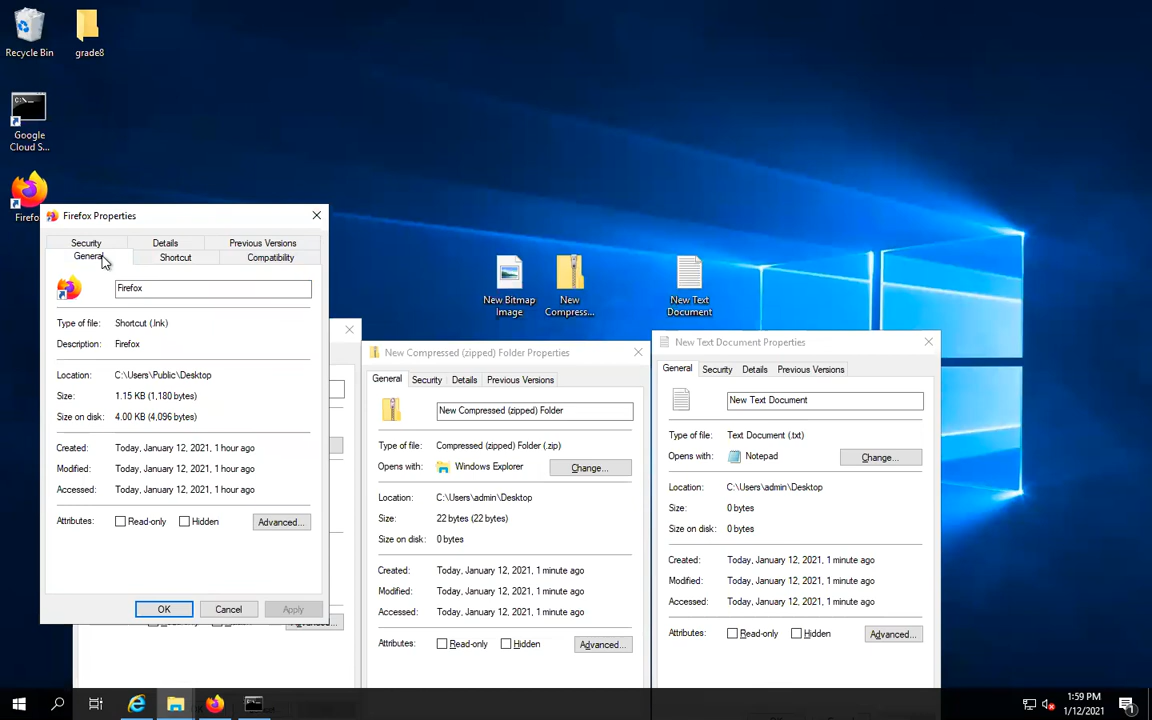 Recycle Bin
grade8
C:\...
Google
Cloud S...
Firefo
Firefox Properties
Security
Details
Previous Versions
General
Shortcut
Compatibility
Firefox
Type of file:
Shortcut (.lnk)
Description:
Firefox
Location:
C:\Users\Public\Desktop
Size:
1.15 KB (1,180 bytes)
Size on disk:
4.00 KB (4,096 bytes)
Created:
Today, January 12, 2021, 1 hour ago
Modified:
Today, January 12, 2021, 1 hour ago
Accessed:
Today, January 12, 2021, 1 hour ago
Attributes:
Read-only
Hidden
Advanced...
OK
Cancel
Apply
New Bitmap
Image
New
Compress...
New Text
Document
New Compressed (zipped) Folder Properties
General
Security
Details
Previous Versions
New Compressed (zipped) Folder
Type of file:
Compressed (zipped) Folder (.zip)
Opens with:
Windows Explorer
Change...
Location:
C:\Users\admin\Desktop
Size:
22 bytes (22 bytes)
Size on disk:
0 bytes
Created:
Today, January 12, 2021, 1 minute ago
Modified:
Today, January 12, 2021, 1 minute ago
Accessed:
Today, January 12, 2021, 1 minute ago
Attributes:
Read-only
Hidden
Advanced...
New Text Document Properties
General
Security
Details
Previous Versions
New Text Document
Type of file:
Text Document (.txt)
Opens with:
Notepad
Change...
Location:
C:\Users\admin\Desktop
Size:
0 bytes
Size on disk:
0 bytes
Created:
Today, January 12, 2021, 1 minute ago
Modified:
Today, January 12, 2021, 1 minute ago
Accessed:
Today, January 12, 2021, 1 minute ago
Attributes:
Read-only
Hidden
Advanced...
1:59 PM
1/12/2021
1